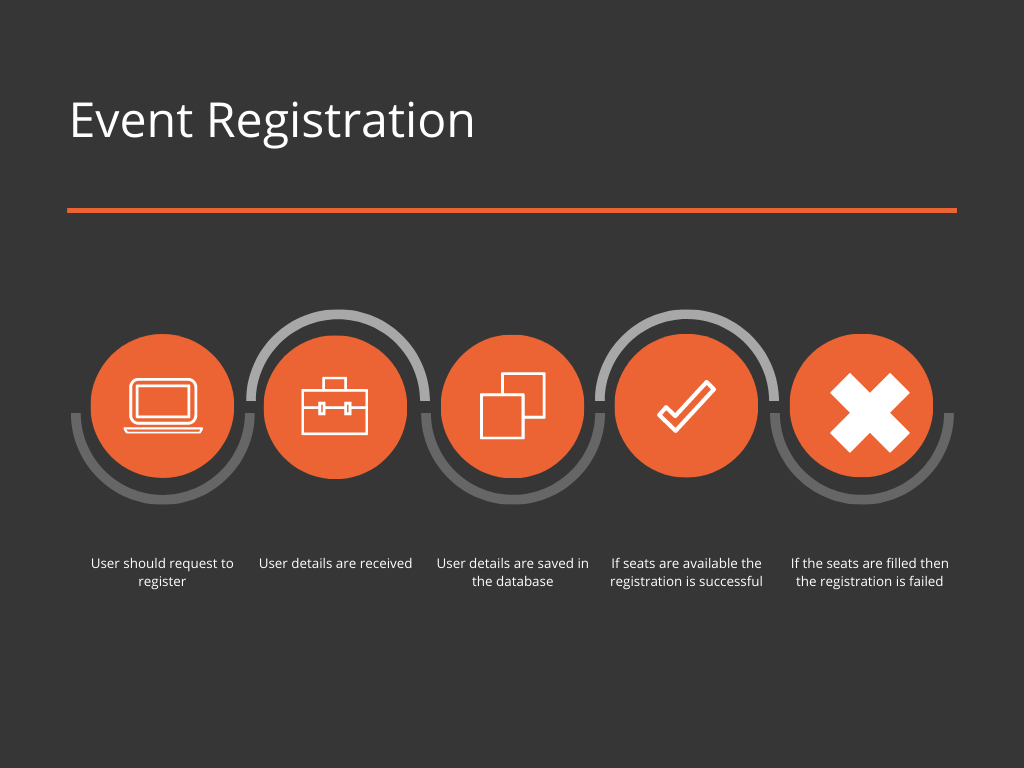 Event Registration
User should request to
register
User details are received
User details are saved in
the database
If seats are available the
registration is successful
If the seats are filled then
the registration is failed